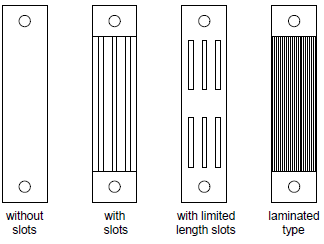 without
slots
with
slots
with limited
length slots
laminated
type